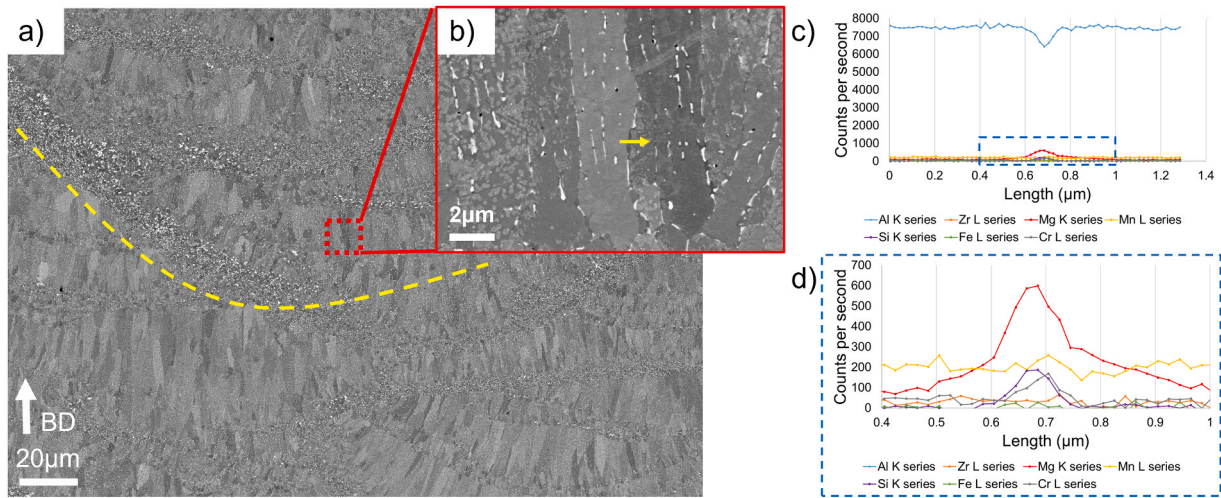 a)
BD
20µm
b)
2µm
c)
Counts per second
8000
7000
6000
5000
4000
3000
2000
1000
0
0 0.2 0.4 0.6 0.8 1 1.2 1.4
Length (µm)
Al K series Zr L series Mg K series Mn L series
Si K series Fe L series Cr L series
d)
Counts per second
700
600
500
400
300
200
100
0
0.4 0.5 0.6 0.7 0.8 0.9 1
Length (µm)
Al K series Zr L series Mg K series Mn L series
Si K series Fe L series Cr L series